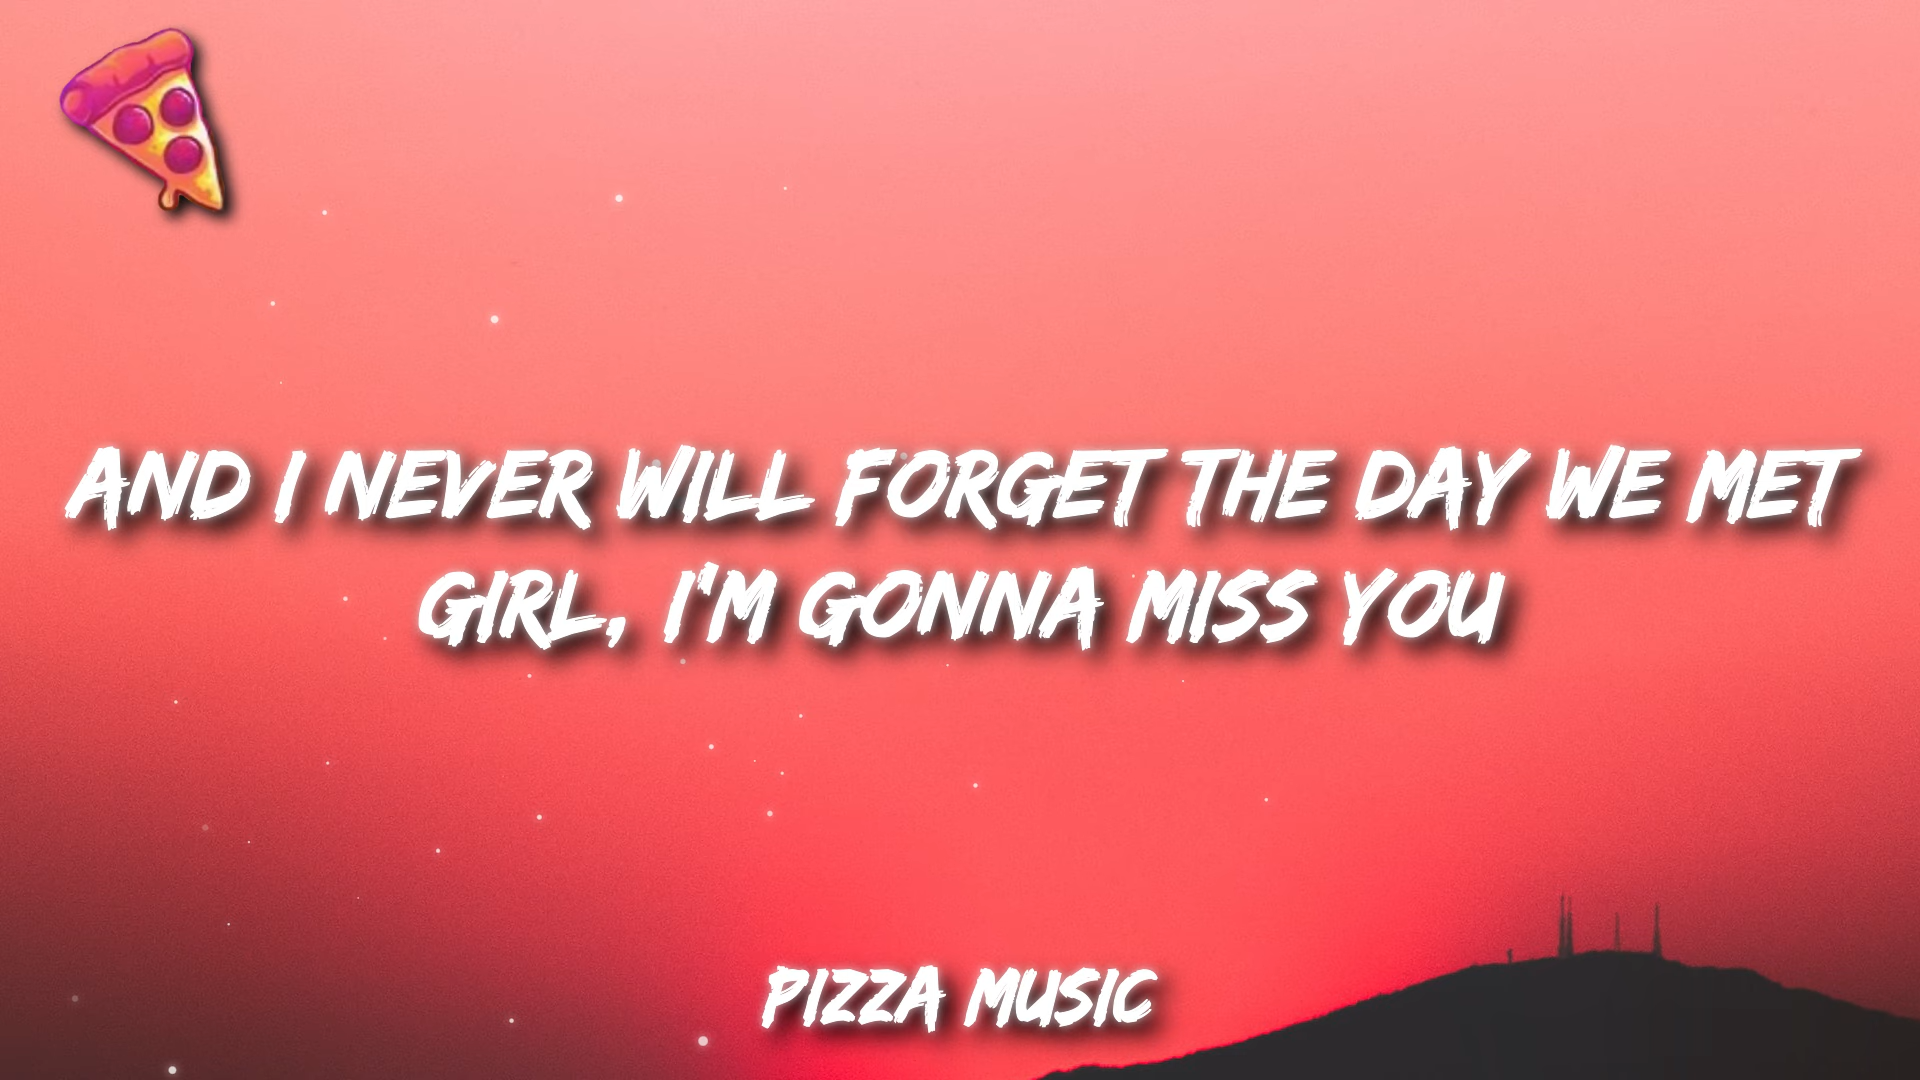 AND I NEVER WILL FORGET THE DAY WE MET
GIRL, I'M GONNA MISS YOU
PIZZA MUSIC